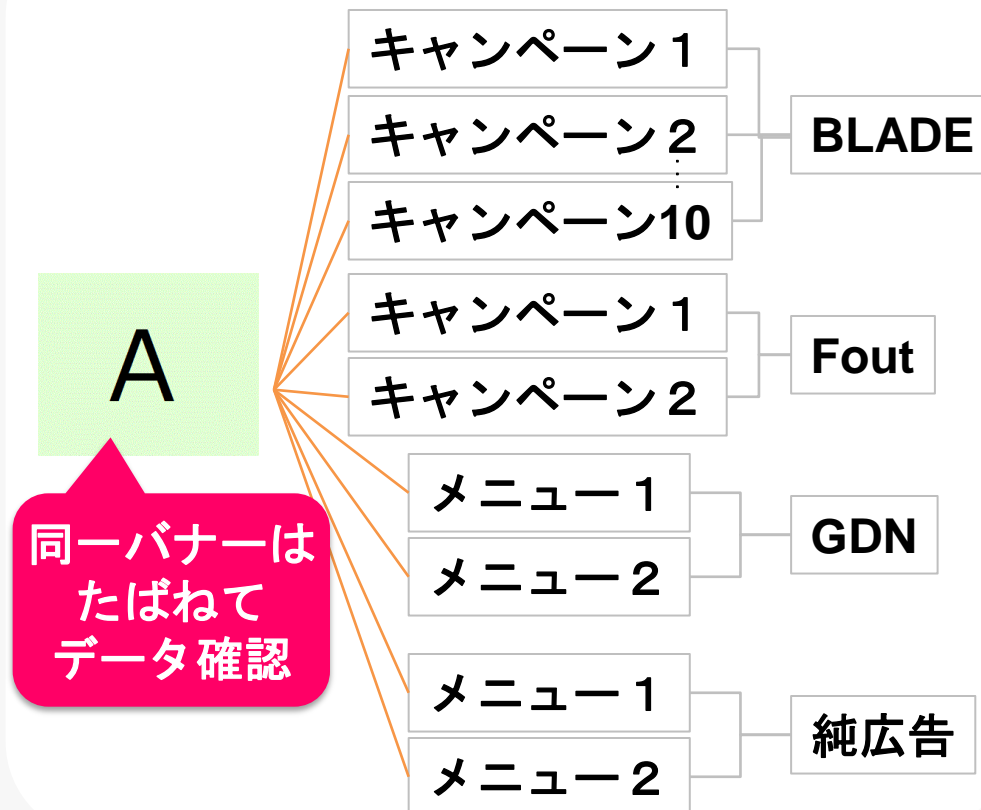 キャンペーン１
キャンペーン２
キャンペーン10
BLADE
A
キャンペーン１
キャンペーン２
Fout
メニュー１
メニュー２
GDN
同一バナーは
たばねて
データ確認
メニュー１
メニュー２
純広告